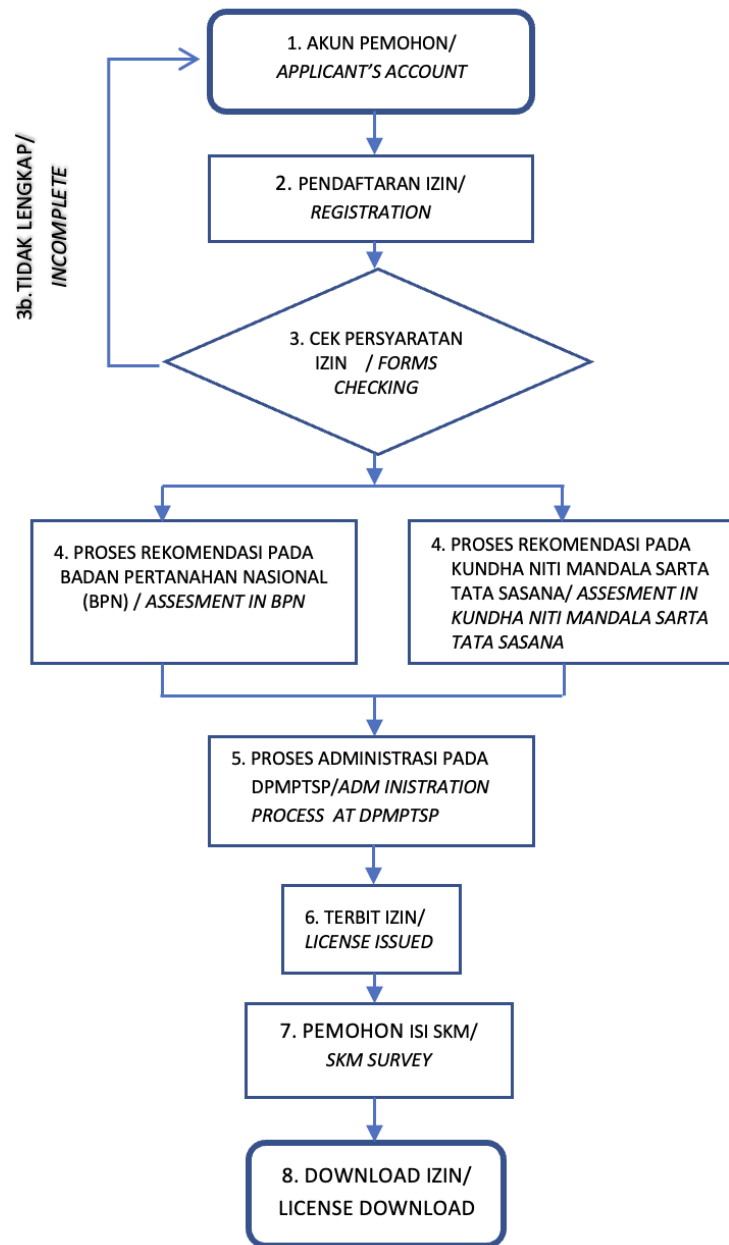 1. AKUN PEMOHON/
APPLICANT'S ACCOUNT
3b. TIDAK LENGKAP/
INCOMPLETE
2. PENDAFTARAN IZIN/
REGISTRATION
3. CEK PERSYARATAN
IZIN / FORMS
CHECKING
4. PROSES REKOMENDASI PADA
BADAN PERTANAHAN NASIONAL
(BPN) / ASSESMENT IN BPN
4. PROSES REKOMENDASI PADA
KUNDHA NITI MANDALA SARTA
TATA SASANA/ ASSESMENT IN
KUNDHA NITI MANDALA SARTA
TATA SASANA
5. PROSES ADMINISTRASI PADA
DPMPTSP/ADM INISTRATION
PROCESS AT DPMPTSP
6. TERBIT IZIN/
LICENSE ISSUED
7. PEMOHON ISI SKM/
SKM SURVEY
8. DOWNLOAD IZIN/
LICENSE DOWNLOAD